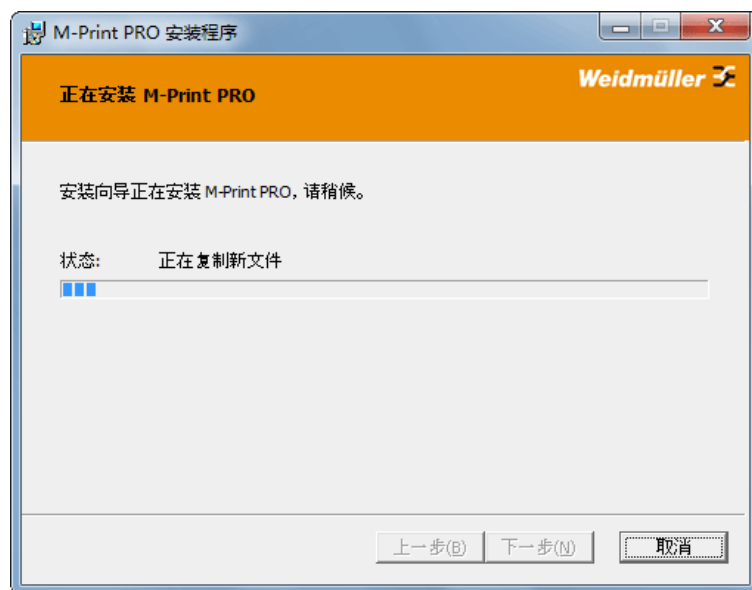 M-Print PRO 安装程序
Weidmüller
正在安装 M-Print PRO
安装向导正在安装 M-Print PRO，请稍候。
状态: 正在复制新文件
上一步(B) 下一步(N) 取消